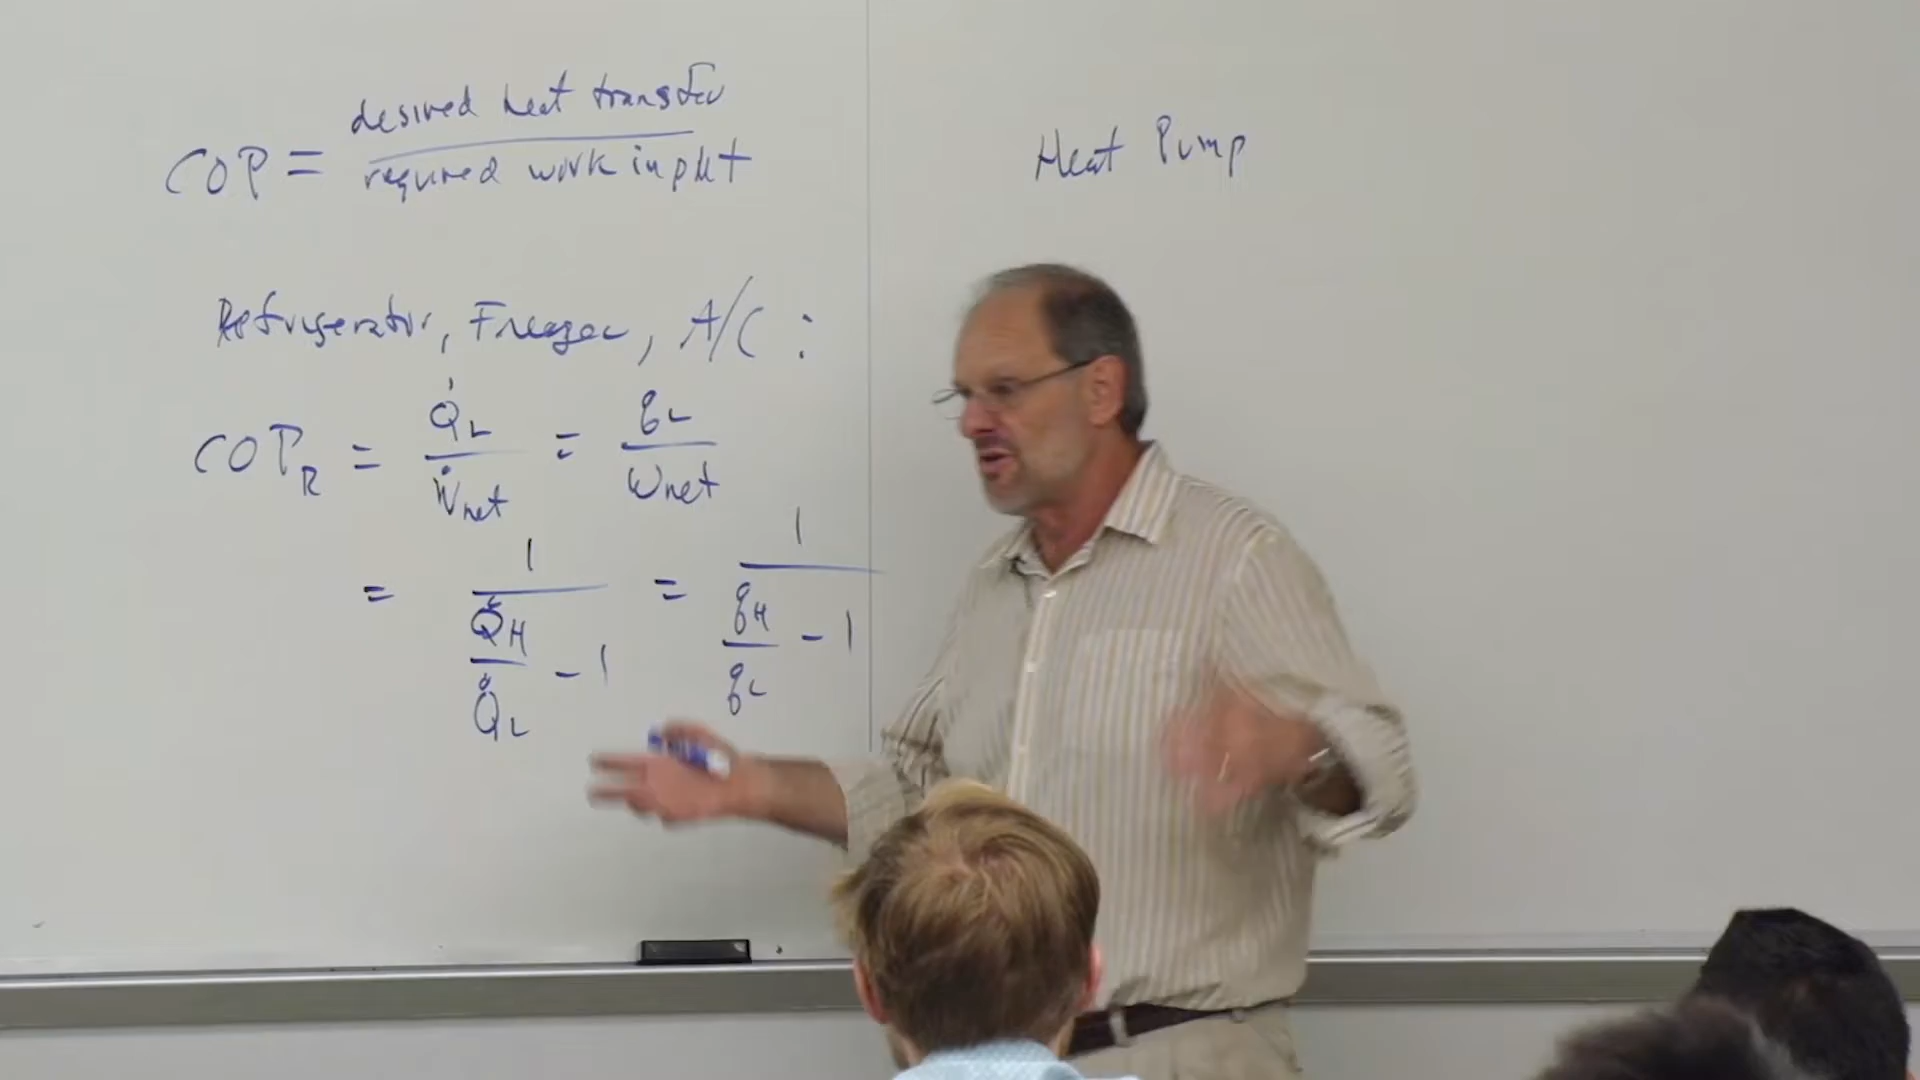 COP = desired heat transfer / required work input
Refrigerator, Freezer, A/C :
COP_R = Q̇_L / Ẇ_net = q_L / w_net
= 1 / (Q̇_H / Q̇_L - 1) = 1 / (q_H / q_L - 1)
Heat Pump